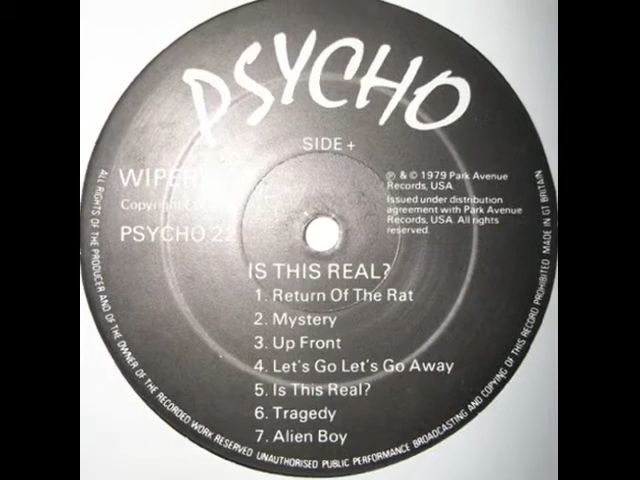 PSYCHO
SIDE +
WIPERS
℗ & © 1979 Park Avenue
Records, USA
Copyright
Issued under distribution
agreement with Park Avenue
Records, USA. All rights
reserved.
PSYCHO 22
IS THIS REAL?
1. Return Of The Rat
2. Mystery
3. Up Front
4. Let's Go Let's Go Away
5. Is This Real?
6. Tragedy
7. Alien Boy
ALL RIGHTS OF THE PRODUCER AND OF THE OWNER OF THE RECORDED WORK RESERVED UNAUTHORISED PUBLIC PERFORMANCE BROADCASTING AND COPYING OF THIS RECORD PROHIBITED MADE IN GT BRITAIN